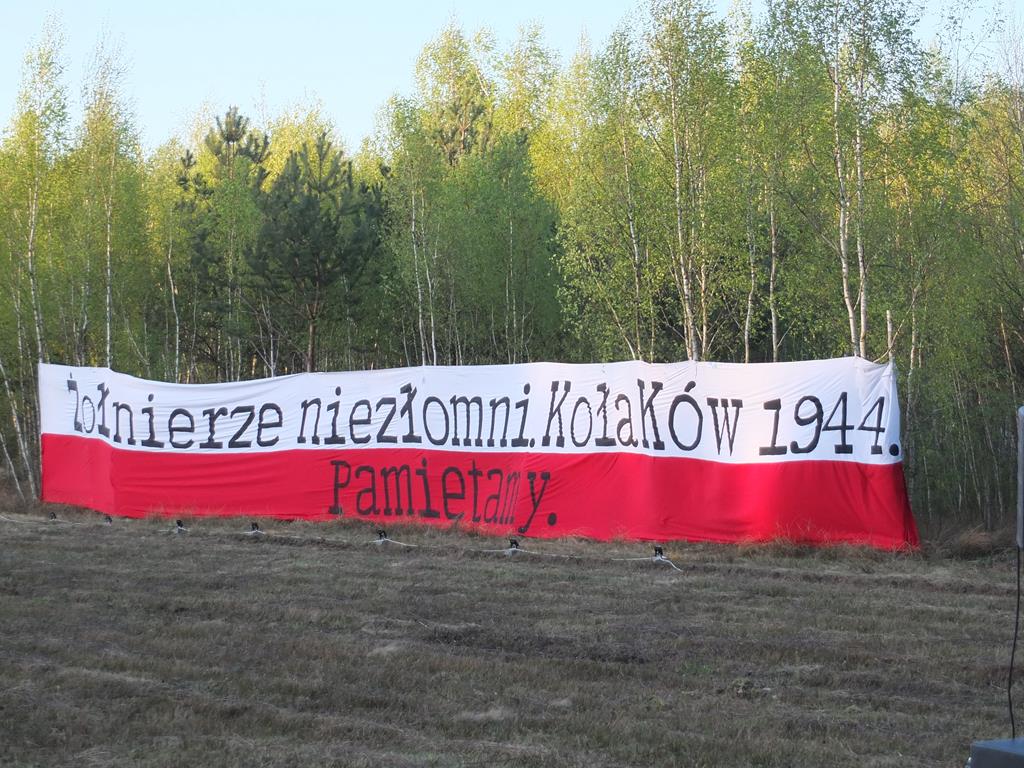 Żołnierze niezłomni. Kołaków 1944.
Pamiętamy.